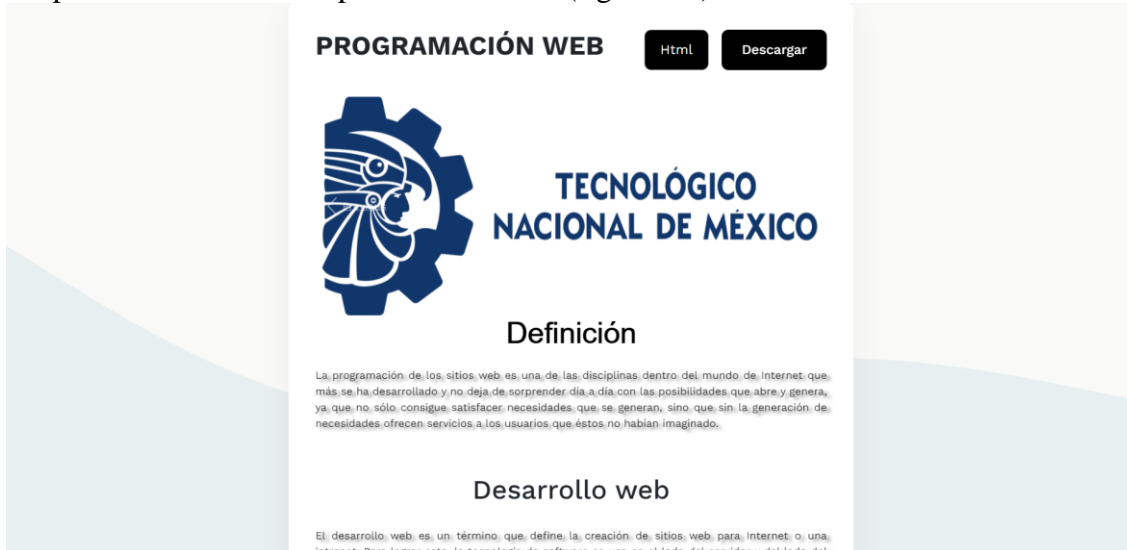 PROGRAMACIÓN WEB
Html
Descargar
TECNOLÓGICO
NACIONAL DE MÉXICO
Definición
La programación de los sitios web es una de las disciplinas dentro del mundo de Internet que
más se ha desarrollado y no deja de sorprender día a día con las posibilidades que abre y genera,
ya que no sólo consigue satisfacer necesidades que se generan, sino que sin la generación de
necesidades ofrecen servicios a los usuarios que éstos no habían imaginado.
Desarrollo web
El desarrollo web es un término que define la creación de sitios web para Internet o una